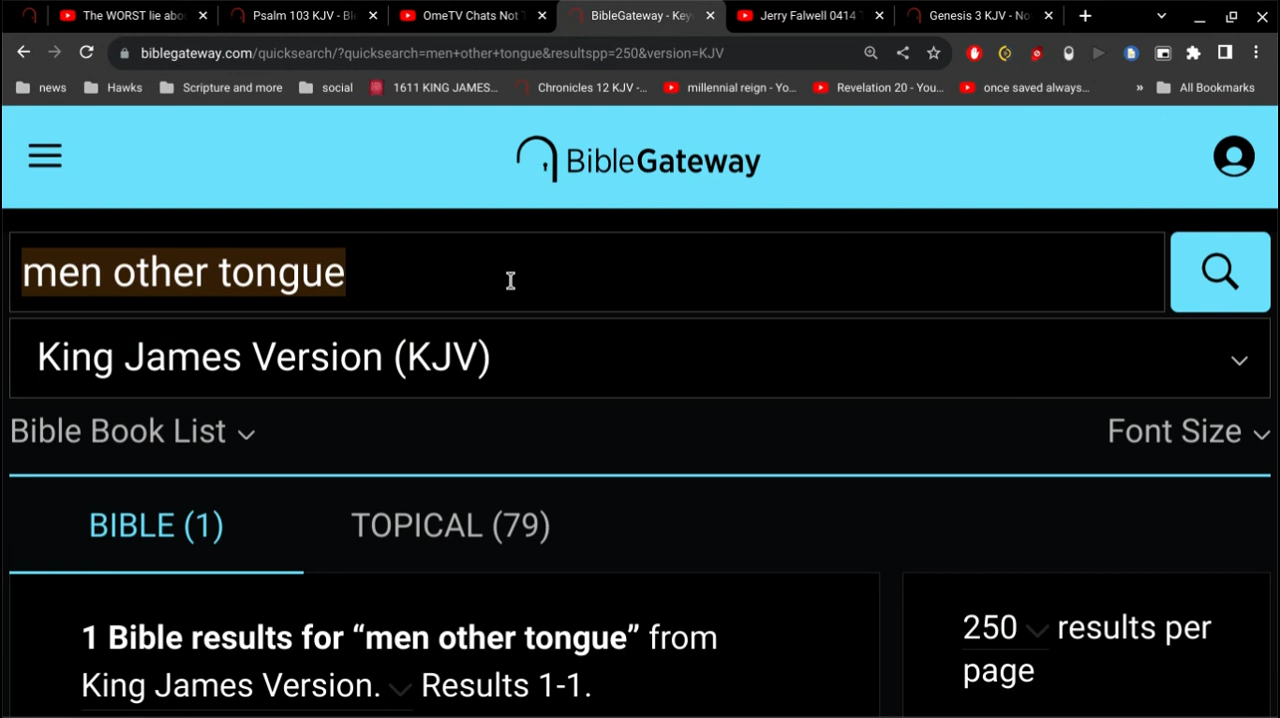 The WORST lie abo
Psalm 103 KJV - Ble
OmeTV Chats Not
BibleGateway - Key
Jerry Falwell 0414 T
Genesis 3 KJV - No
biblegateway.com/quicksearch/?quicksearch=men+other+tongue&resultspp=250&version=KJV
news Hawks Scripture and more social 1611 KING JAMES... Chronicles 12 KJV -... millennial reign - Yo... Revelation 20 - You... once saved always... » All Bookmarks
BibleGateway
men other tongue
King James Version (KJV)
Bible Book List
Font Size
BIBLE (1) TOPICAL (79)
1 Bible results for “men other tongue” from
King James Version. Results 1-1.
250 results per
page